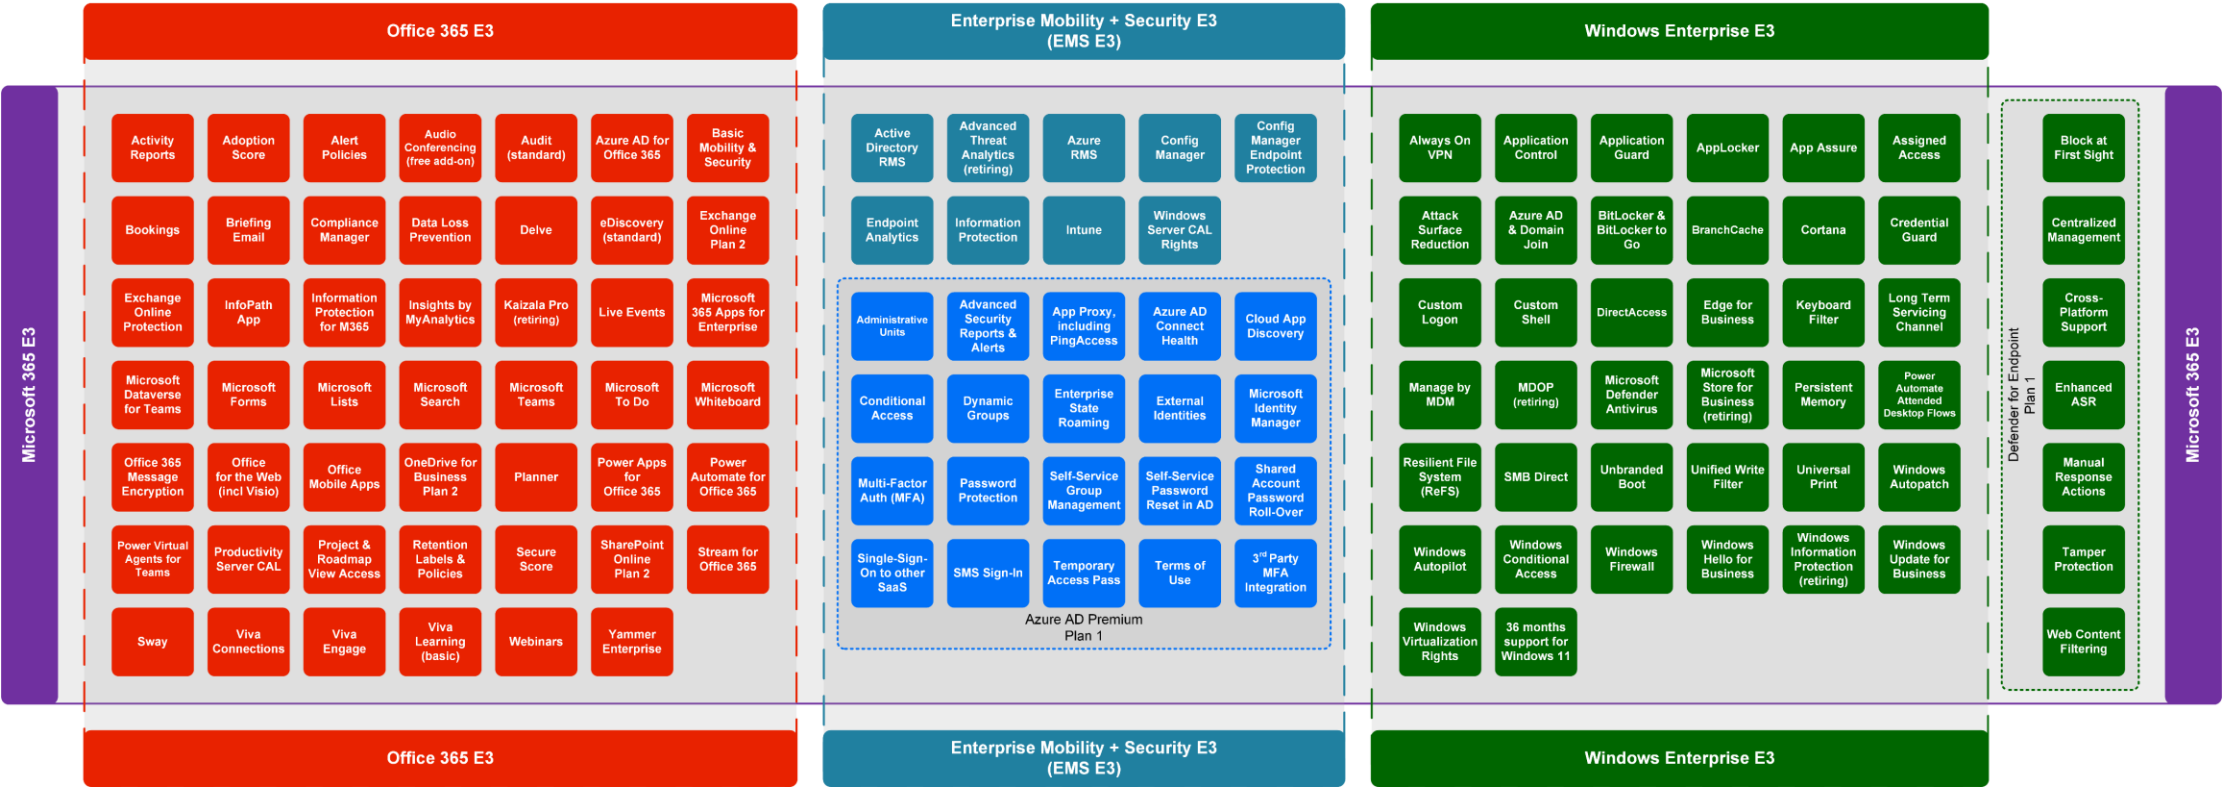 Office 365 E3
Enterprise Mobility + Security E3
(EMS E3)
Windows Enterprise E3
Microsoft 365 E3
Activity
Reports
Adoption
Score
Alert
Policies
Audio
Conferencing
(free add-on)
Audit
(standard)
Azure AD for
Office 365
Basic
Mobility &
Security
Bookings
Briefing
Email
Compliance
Manager
Data Loss
Prevention
Delve
eDiscovery
(standard)
Exchange
Online
Plan 2
Exchange
Online
Protection
InfoPath
App
Information
Protection
for M365
Insights by
MyAnalytics
Kaizala Pro
(retiring)
Live Events
Microsoft
365 Apps for
Enterprise
Microsoft
Dataverse
for Teams
Microsoft
Forms
Microsoft
Lists
Microsoft
Search
Microsoft
Teams
Microsoft
To Do
Microsoft
Whiteboard
Office 365
Message
Encryption
Office
for the Web
(incl Visio)
Office
Mobile Apps
OneDrive for
Business
Plan 2
Planner
Power Apps
for
Office 365
Power
Automate for
Office 365
Power Virtual
Agents for
Teams
Productivity
Server CAL
Project &
Roadmap
View Access
Retention
Labels &
Policies
Secure
Score
SharePoint
Online
Plan 2
Stream for
Office 365
Sway
Viva
Connections
Viva
Engage
Viva
Learning
(basic)
Webinars
Yammer
Enterprise
Active
Directory
RMS
Advanced
Threat
Analytics
(retiring)
Azure
RMS
Config
Manager
Config
Manager
Endpoint
Protection
Endpoint
Analytics
Information
Protection
Intune
Windows
Server CAL
Rights
Administrative
Units
Advanced
Security
Reports &
Alerts
App Proxy,
including
PingAccess
Azure AD
Connect
Health
Cloud App
Discovery
Conditional
Access
Dynamic
Groups
Enterprise
State
Roaming
External
Identities
Microsoft
Identity
Manager
Multi-Factor
Auth (MFA)
Password
Protection
Self-Service
Group
Management
Self-Service
Password
Reset in AD
Shared
Account
Password
Roll-Over
Single-Sign-
On to other
SaaS
SMS Sign-In
Temporary
Access Pass
Terms of
Use
3rd Party
MFA
Integration
Azure AD Premium
Plan 1
Always On
VPN
Application
Control
Application
Guard
AppLocker
App Assure
Assigned
Access
Attack
Surface
Reduction
Azure AD
& Domain
Join
BitLocker &
BitLocker to
Go
BranchCache
Cortana
Credential
Guard
Custom
Logon
Custom
Shell
DirectAccess
Edge for
Business
Keyboard
Filter
Long Term
Servicing
Channel
Manage by
MDM
MDOP
(retiring)
Microsoft
Defender
Antivirus
Microsoft
Store for
Business
(retiring)
Persistent
Memory
Power
Automate
Attended
Desktop Flows
Resilient File
System
(ReFS)
SMB Direct
Unbranded
Boot
Unified Write
Filter
Universal
Print
Windows
Autopatch
Windows
Autopilot
Windows
Conditional
Access
Windows
Firewall
Windows
Hello for
Business
Windows
Information
Protection
(retiring)
Windows
Update for
Business
Windows
Virtualization
Rights
36 months
support for
Windows 11
Defender for Endpoint
Plan 1
Block at
First Sight
Centralized
Management
Cross-
Platform
Support
Enhanced
ASR
Manual
Response
Actions
Tamper
Protection
Web Content
Filtering
Microsoft 365 E3
Office 365 E3
Enterprise Mobility + Security E3
(EMS E3)
Windows Enterprise E3